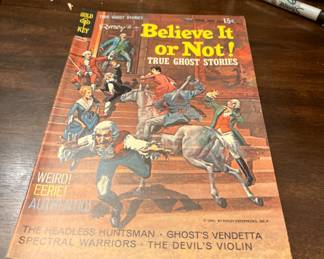 GOLD
KEY
TRUE GHOST STORIES
15¢
Ripley's
Believe It
or Not!
TRUE GHOST STORIES
WEIRD!
EERIE!
AUTHENTIC!
THE HEADLESS HUNTSMAN · GHOST'S VENDETTA
SPECTRAL WARRIORS · THE DEVIL'S VIOLIN